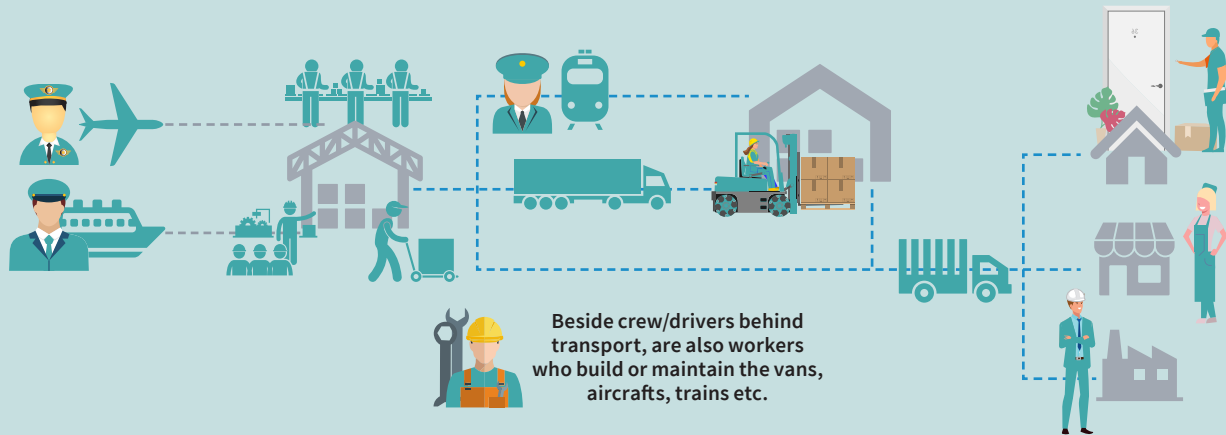 Beside crew/drivers behind
transport, are also workers
who build or maintain the vans,
aircrafts, trains etc.